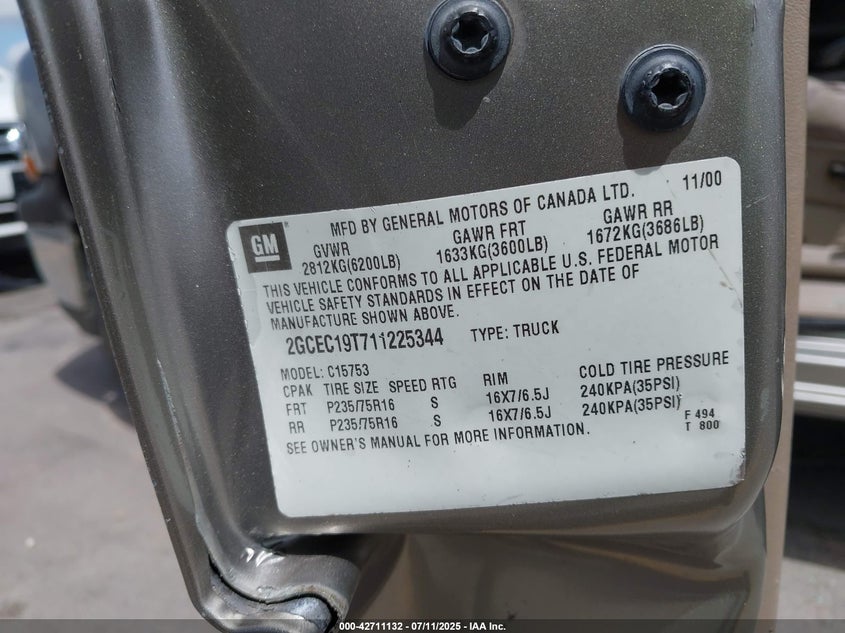 GM
MFD BY GENERAL MOTORS OF CANADA LTD. 11/00
GVWR GAWR FRT GAWR RR
2812KG(6200LB) 1633KG(3600LB) 1672KG(3686LB)
THIS VEHICLE CONFORMS TO ALL APPLICABLE U.S. FEDERAL MOTOR
VEHICLE SAFETY STANDARDS IN EFFECT ON THE DATE OF
MANUFACTURE SHOWN ABOVE.
2GCEC19T711225344 TYPE: TRUCK
MODEL: C15753
CPAK TIRE SIZE SPEED RTG RIM COLD TIRE PRESSURE
FRT P235/75R16 S 16X7/6.5J 240KPA(35PSI)
RR P235/75R16 S 16X7/6.5J 240KPA(35PSI)
SEE OWNER'S MANUAL FOR MORE INFORMATION.
F 494
T 800
000-42711132 - 07/11/2025 - IAA Inc.